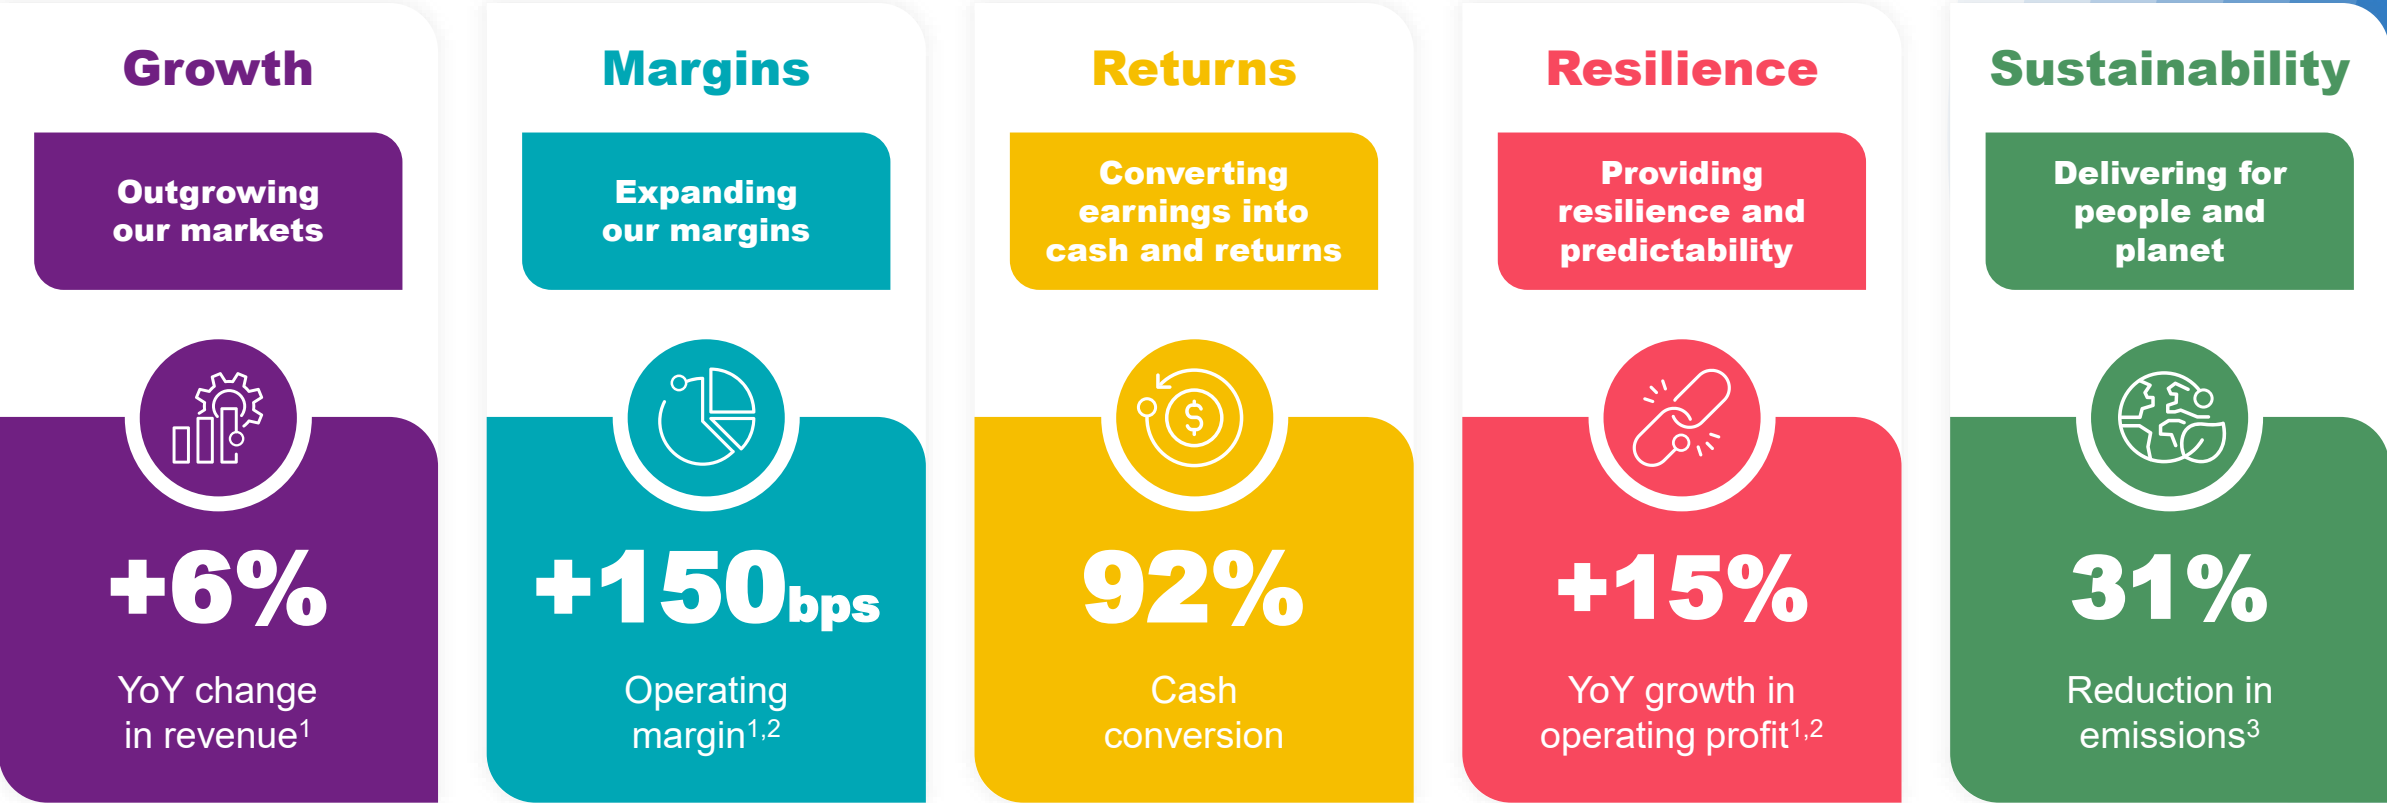 Growth
Outgrowing
our markets
+6%
YoY change
in revenue1
Margins
Expanding
our margins
+150bps
Operating
margin1,2
Returns
Converting
earnings into
cash and returns
$
92%
Cash
conversion
Resilience
Providing
resilience and
predictability
+15%
YoY growth in
operating profit1,2
Sustainability
Delivering for
people and
planet
31%
Reduction in
emissions3